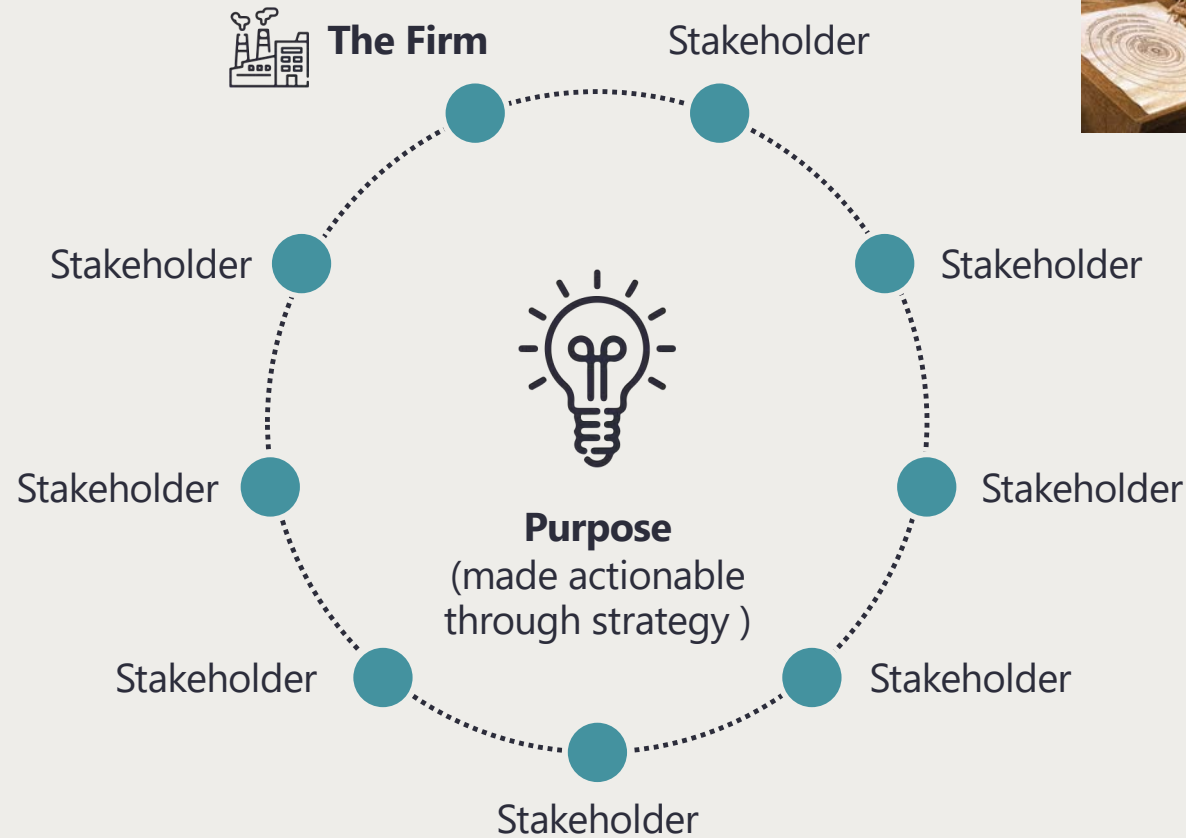 The Firm
Stakeholder
Stakeholder
Stakeholder
Stakeholder
Stakeholder
Purpose
(made actionable
through strategy )
Stakeholder
Stakeholder
Stakeholder